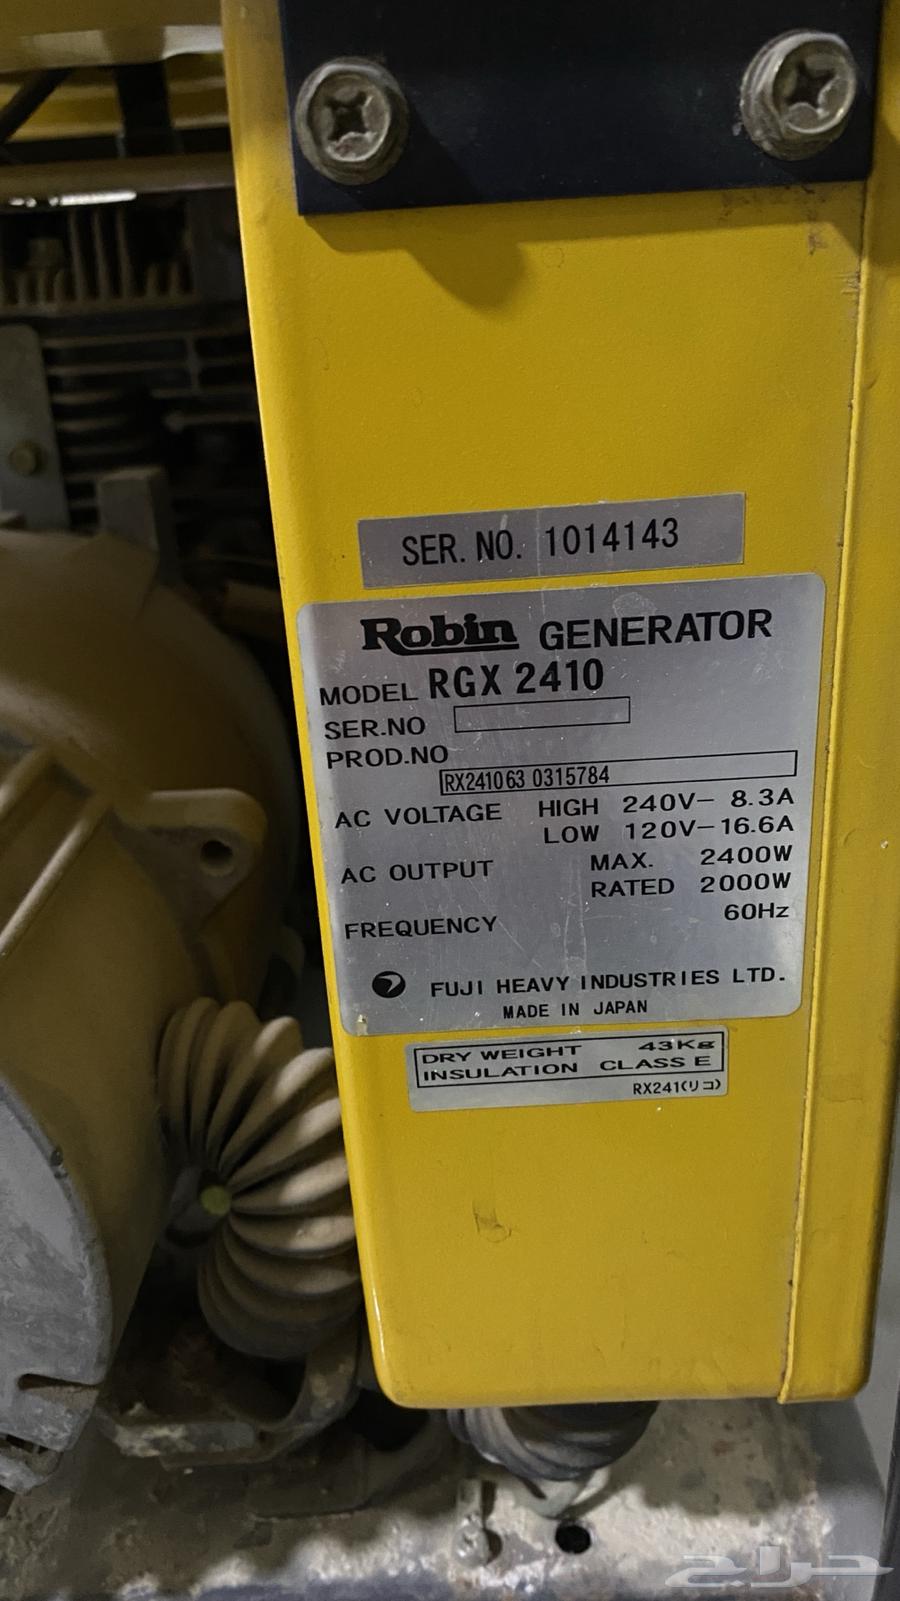 SER. NO. 1014143
Robin GENERATOR
MODEL RGX 2410
SER.NO
PROD.NO
RX241063 0315784
AC VOLTAGE HIGH 240V- 8.3A
LOW 120V-16.6A
AC OUTPUT MAX. 2400W
RATED 2000W
FREQUENCY 60Hz
FUJI HEAVY INDUSTRIES LTD.
MADE IN JAPAN
DRY WEIGHT 43Kg
INSULATION CLASS E
RX241(リコ)
حراج